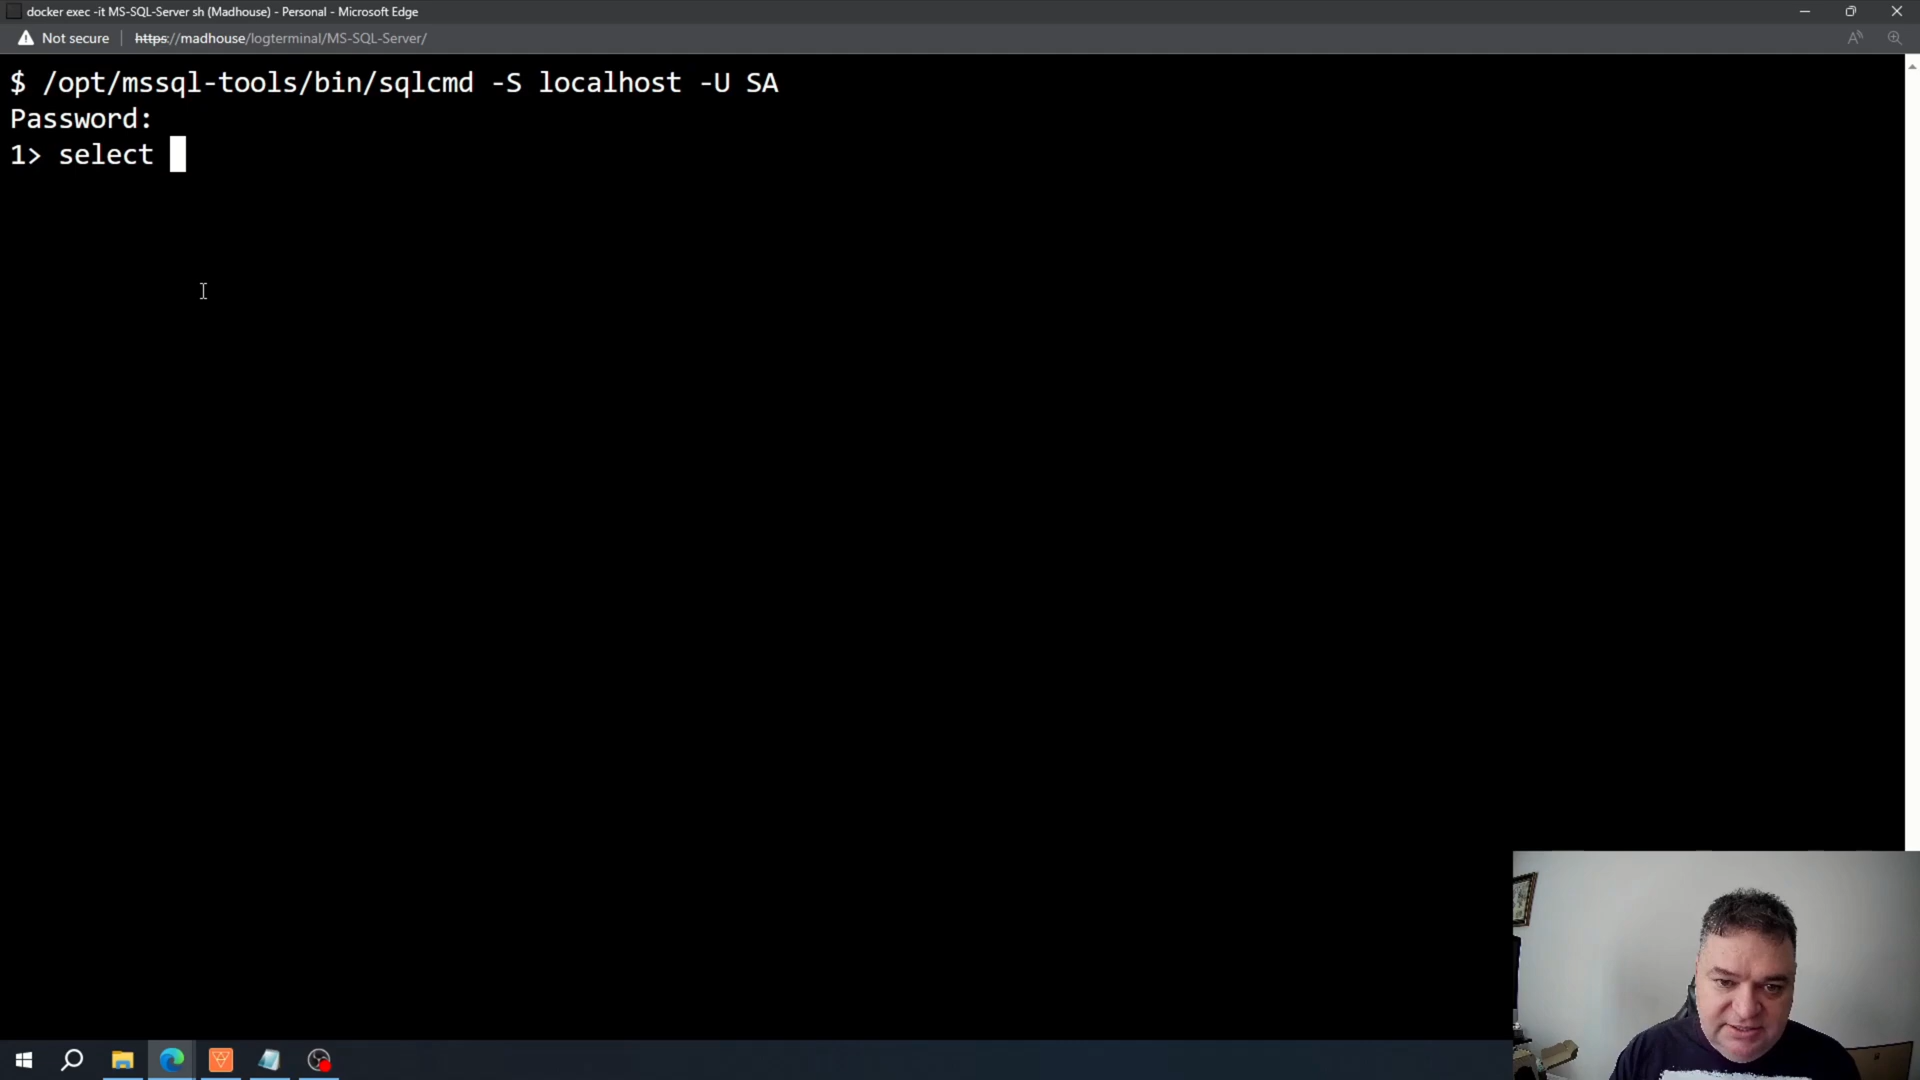 docker exec -it MS-SQL-Server sh (Madhouse) - Personal - Microsoft Edge
Not secure
https://madhouse/logterminal/MS-SQL-Server/
$ /opt/mssql-tools/bin/sqlcmd -S localhost -U SA
Password:
1> select